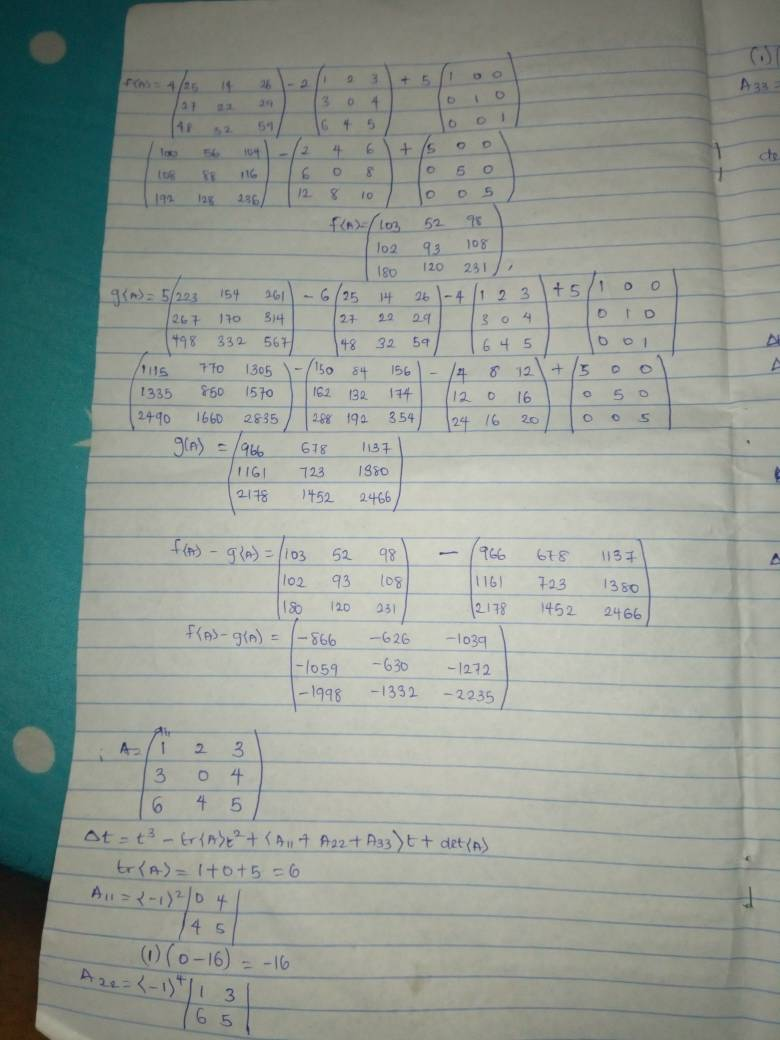 f(A) = 4 (25 14 26 − 2 (1 2 3 + 5 (1 0 0
27 22 29) 3 0 4) 0 1 0)
48 32 59 6 4 5 0 0 1
(100 56 104 − (2 4 6 + (5 0 0
108 88 116 6 0 8 0 5 0
192 128 236) 12 8 10) 0 0 5)
f(A) = (103 52 98
102 93 108
180 120 231),
g(A) = 5 (223 154 261 − 6 (25 14 26 − 4 (1 2 3 + 5 (1 0 0
267 170 314 27 22 29 3 0 4 0 1 0
498 332 567) 48 32 59) 6 4 5) 0 0 1)
(1115 770 1305 − (150 84 156 − (4 8 12 + (5 0 0
1335 850 1570 162 132 174 12 0 16 0 5 0
2490 1660 2835) 288 192 354) 24 16 20) 0 0 5)
g(A) = (966 678 1137
1161 723 1380
2178 1452 2466)
f(A) − g(A) = (103 52 98 − (966 678 1137
102 93 108 1161 723 1380
180 120 231) 2178 1452 2466)
f(A) − g(A) = (−866 −626 −1039
−1059 −630 −1272
−1998 −1332 −2235)
A = (1 2 3
3 0 4
6 4 5)
Δt = t³ − tr(A)t² + (A₁₁ + A₂₂ + A₃₃)t + det(A)
tr(A) = 1+0+5 = 6
A₁₁ = (−1)² |0 4|
|4 5|
(1)(0−16) = −16
A₂₂ = (−1)⁴ |1 3|
|6 5|
(1)
A33 =